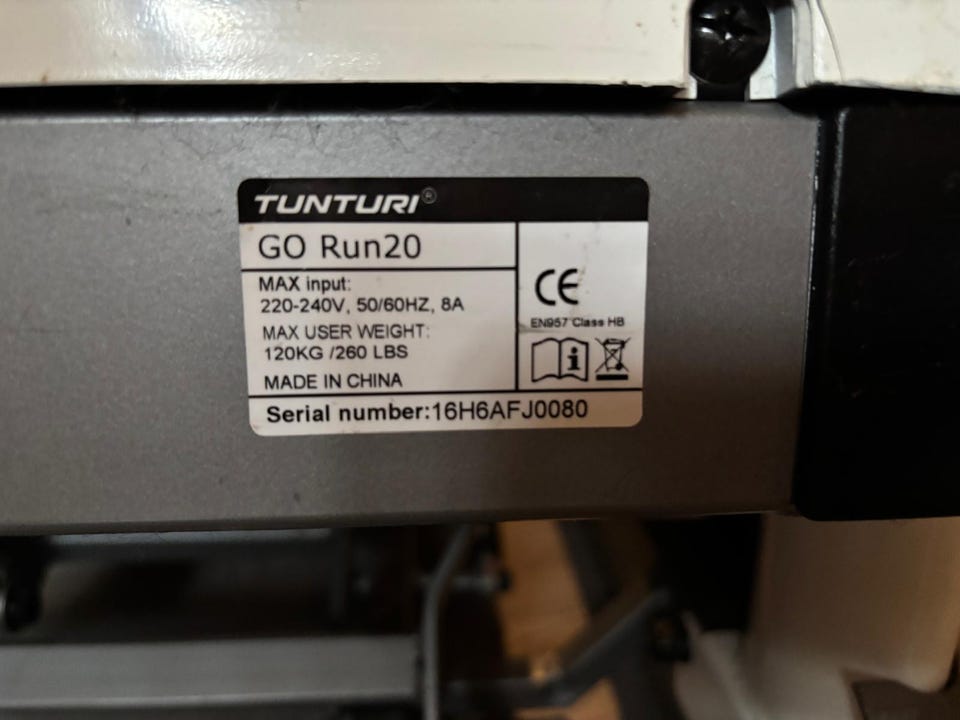 TUNTURI®
GO Run20
MAX input:
220-240V, 50/60HZ, 8A
MAX USER WEIGHT:
120KG /260 LBS
MADE IN CHINA
CE
EN957 Class HB
i
Serial number:16H6AFJ0080